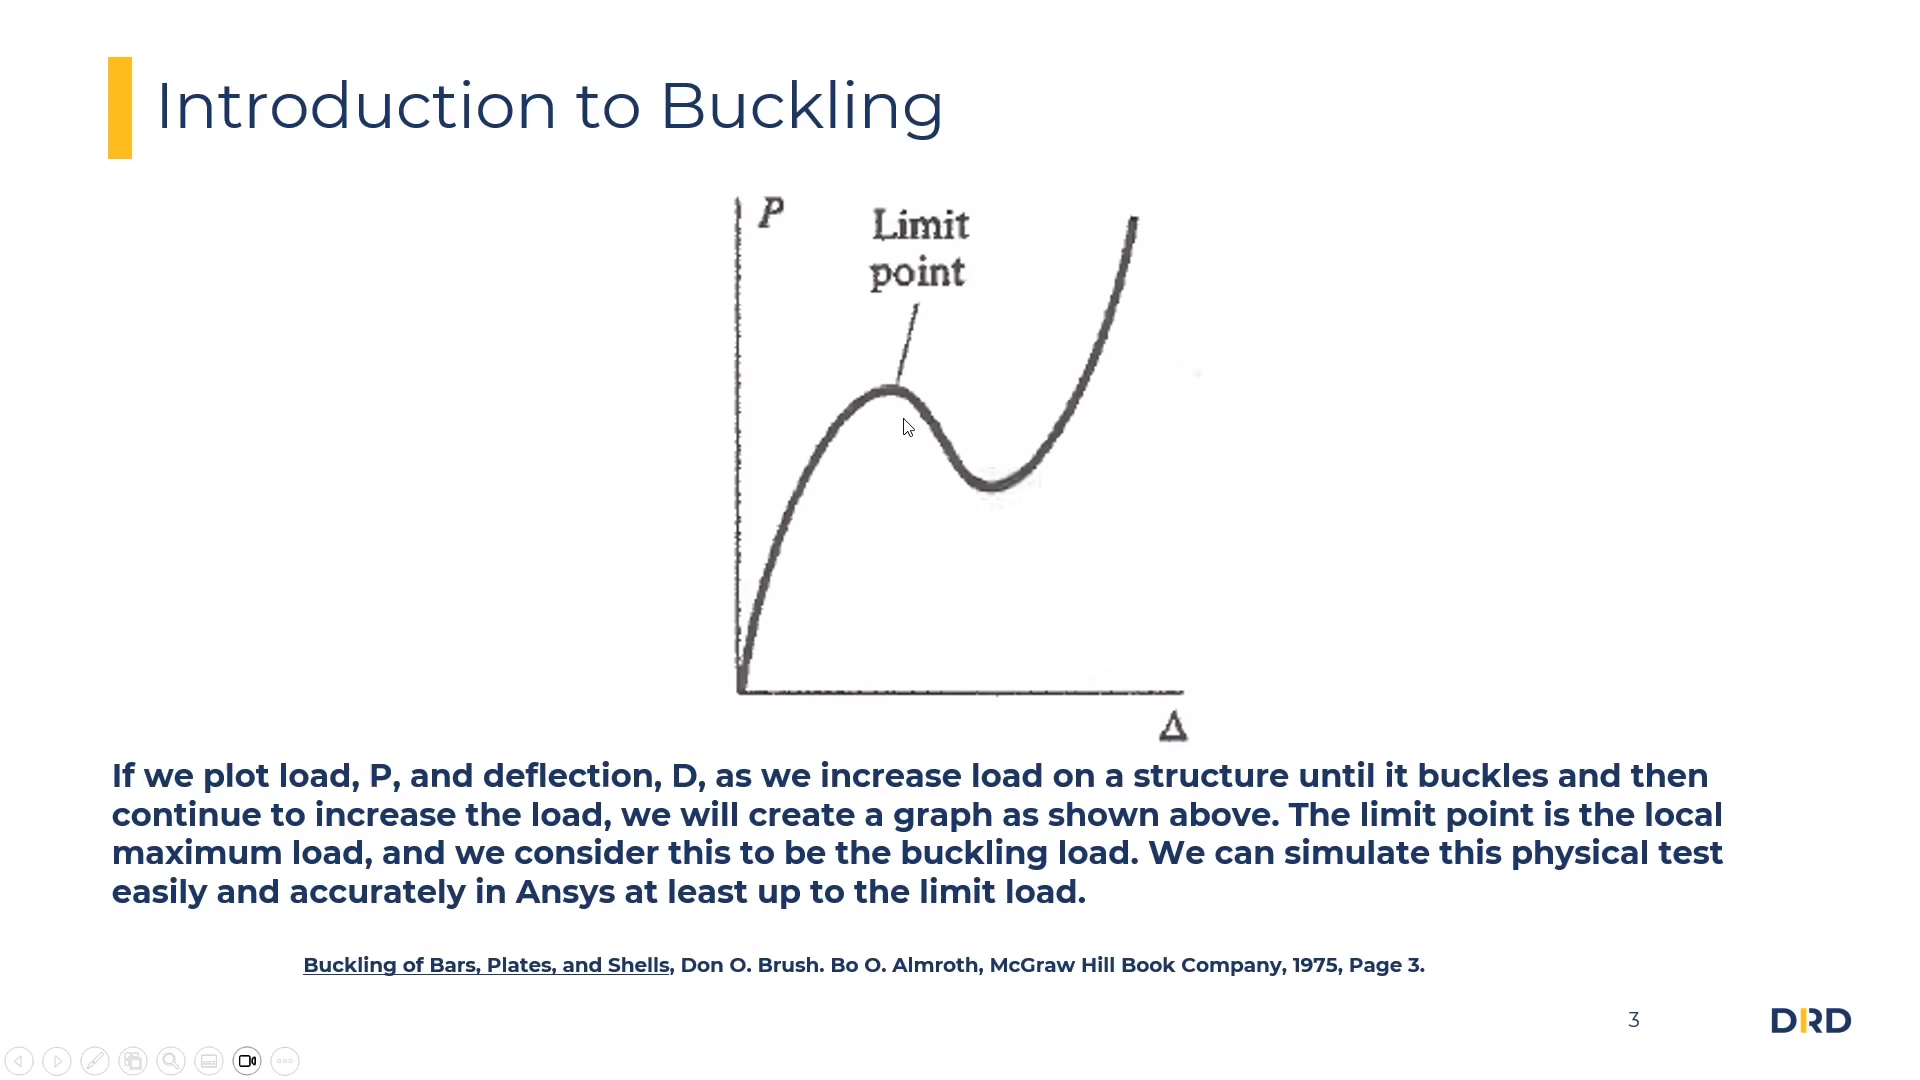 Introduction to Buckling
P
Limit
point
Δ
If we plot load, P, and deflection, D, as we increase load on a structure until it buckles and then
continue to increase the load, we will create a graph as shown above. The limit point is the local
maximum load, and we consider this to be the buckling load. We can simulate this physical test
easily and accurately in Ansys at least up to the limit load.
Buckling of Bars, Plates, and Shells, Don O. Brush. Bo O. Almroth, McGraw Hill Book Company, 1975, Page 3.
3
DRD